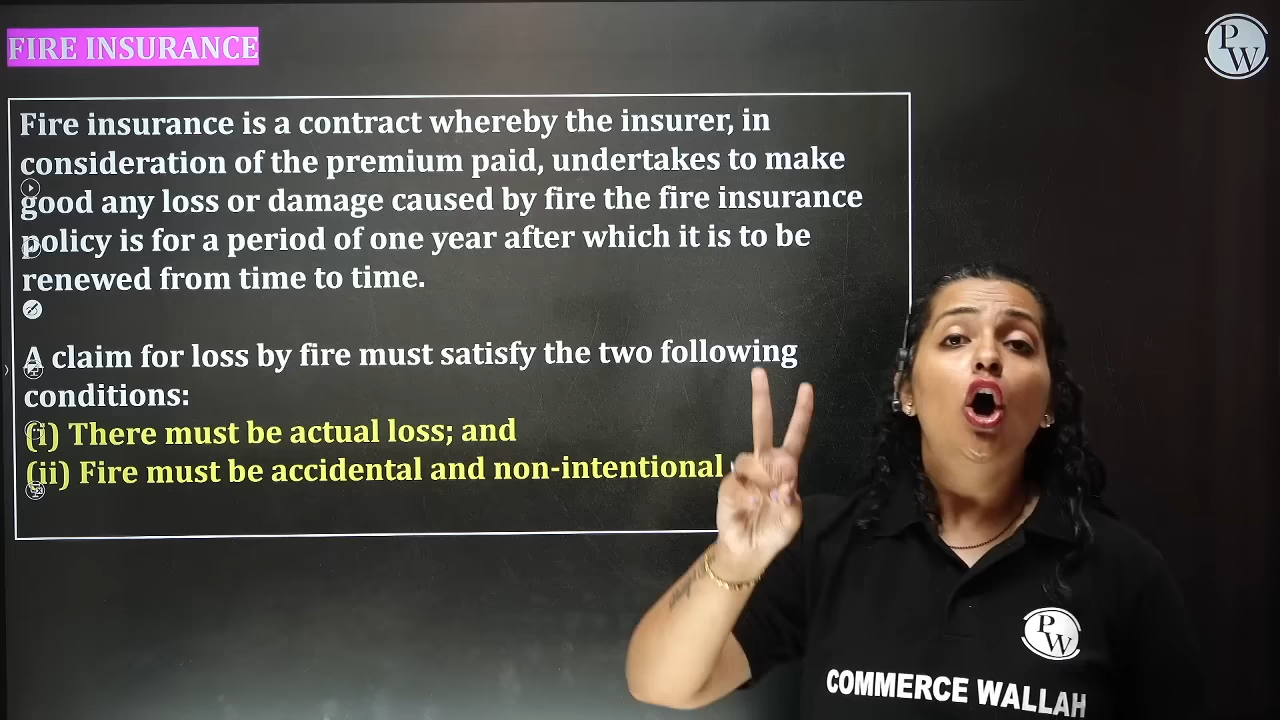 FIRE INSURANCE
Fire insurance is a contract whereby the insurer, in
consideration of the premium paid, undertakes to make
good any loss or damage caused by fire the fire insurance
policy is for a period of one year after which it is to be
renewed from time to time.
A claim for loss by fire must satisfy the two following
conditions:
(i) There must be actual loss; and
(ii) Fire must be accidental and non-intentional
PW
PW
COMMERCE WALLAH